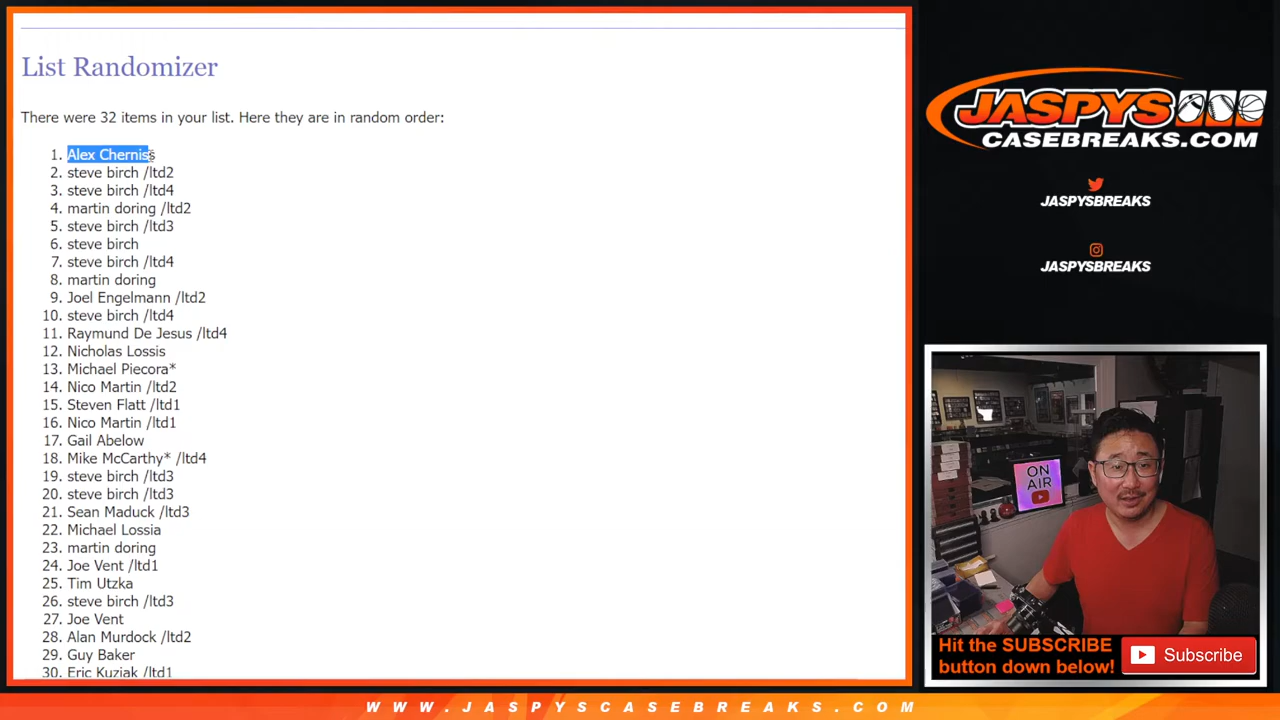 List Randomizer
There were 32 items in your list. Here they are in random order:
1. Alex Cherniss
2. steve birch /ltd2
3. steve birch /ltd4
4. martin doring /ltd2
5. steve birch /ltd3
6. steve birch
7. steve birch /ltd4
8. martin doring
9. Joel Engelmann /ltd2
10. steve birch /ltd4
11. Raymund De Jesus /ltd4
12. Nicholas Lossis
13. Michael Piecora*
14. Nico Martin /ltd2
15. Steven Flatt /ltd1
16. Nico Martin /ltd1
17. Gail Abelow
18. Mike McCarthy* /ltd4
19. steve birch /ltd3
20. steve birch /ltd3
21. Sean Maduck /ltd3
22. Michael Lossia
23. martin doring
24. Joe Vent /ltd1
25. Tim Utzka
26. steve birch /ltd3
27. Joe Vent
28. Alan Murdock /ltd2
29. Guy Baker
30. Eric Kuziak /ltd1
JASPYS
CASEBREAKS.COM
JASPYSBREAKS
JASPYSBREAKS
ON
AIR
Hit the SUBSCRIBE
button down below!
Subscribe
WWW.JASPYSCASEBREAKS.COM